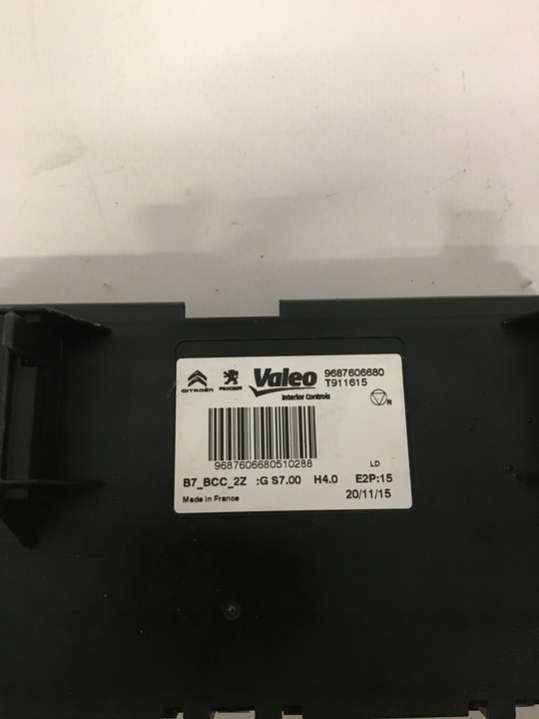 CITROËN PEUGEOT Valeo 9687606680
T911615
Interior Controls
R
9687606680510288
LD
B7_BCC_2Z :G S7.00 H4.0 E2P:15
Made in France 20/11/15